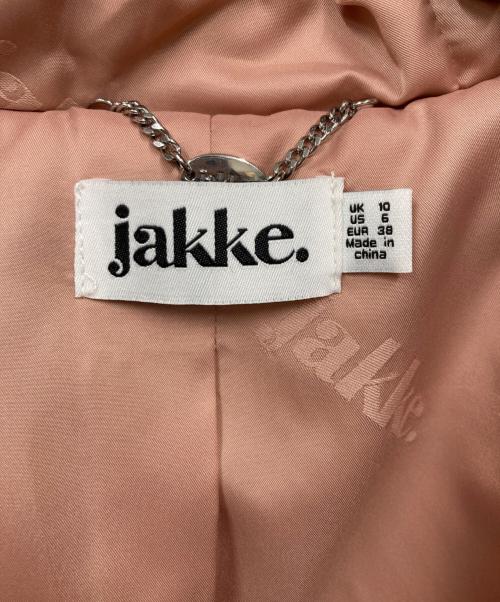 jakke.
UK 10
US 6
EUR 38
Made in
china
jakke.